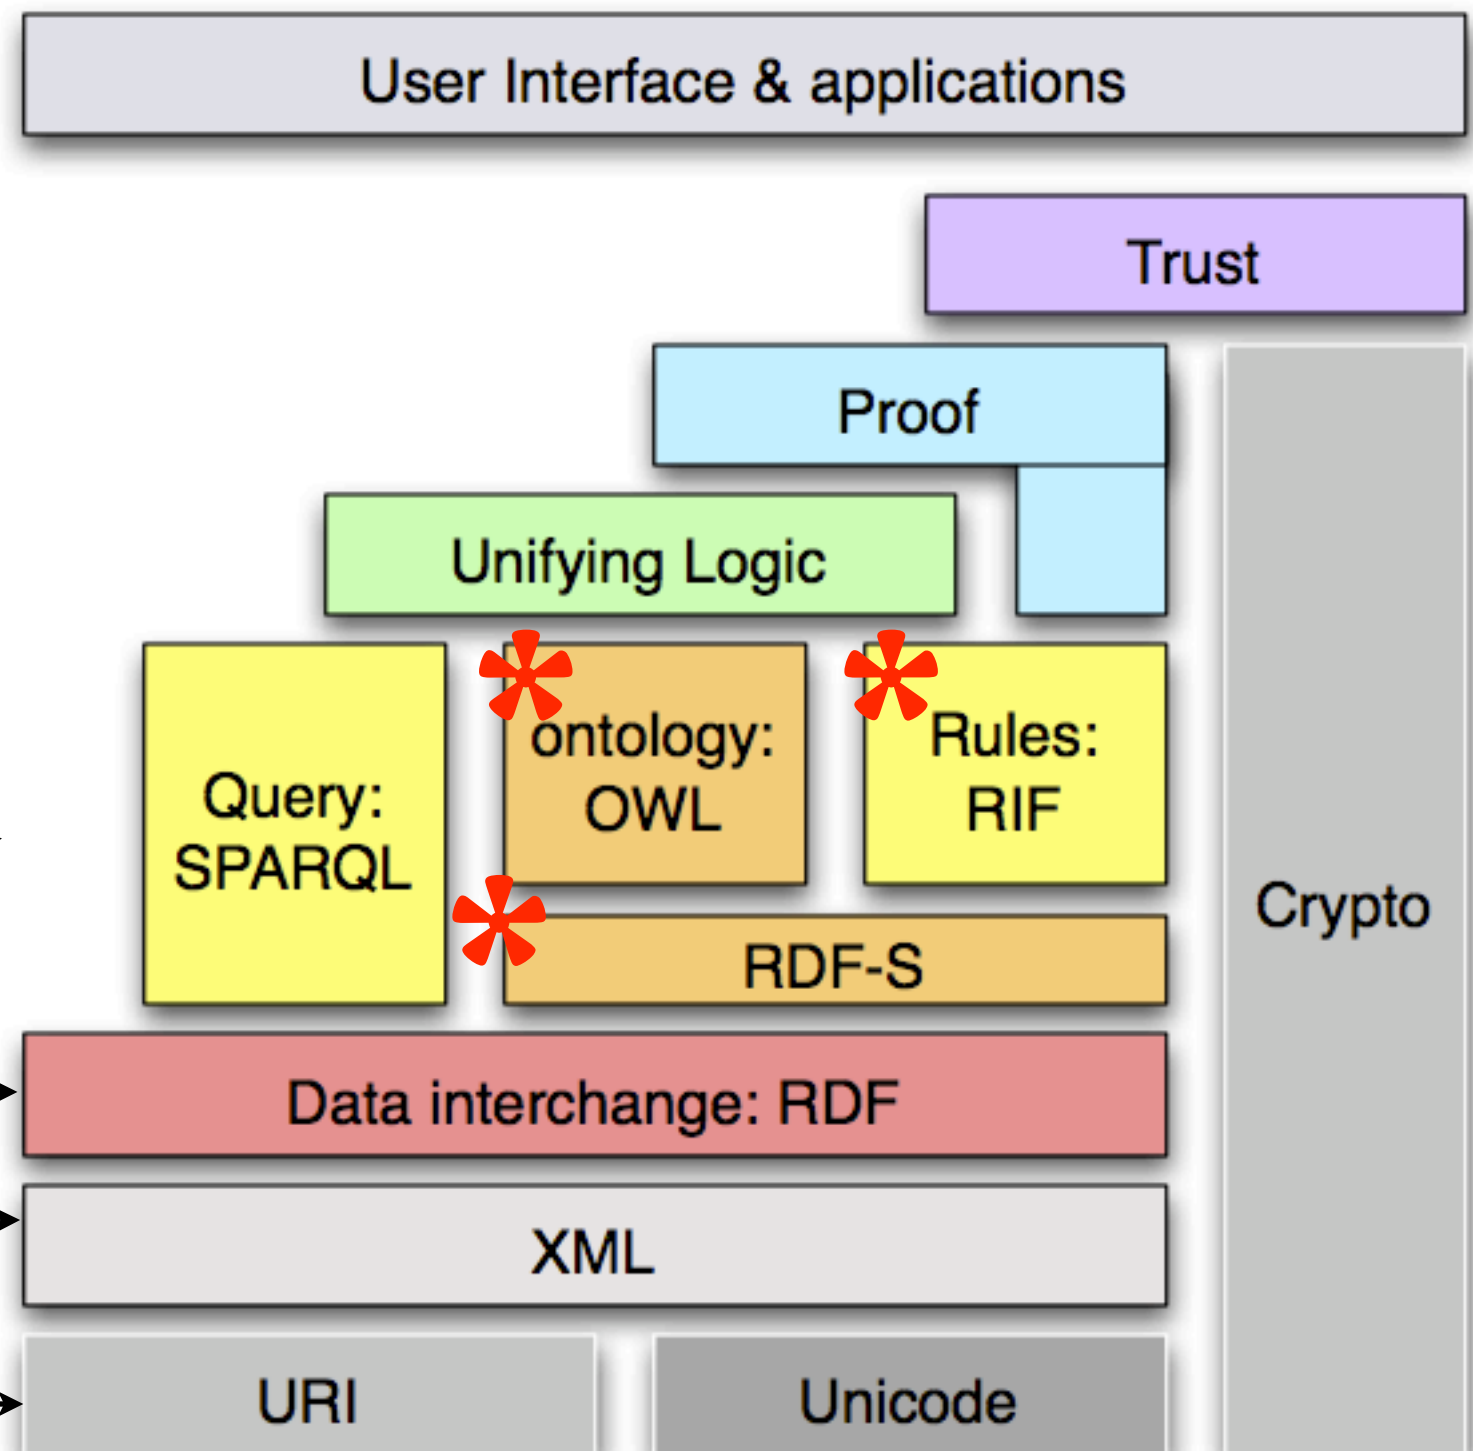 User Interface & applications
Trust
Proof
Unifying Logic
Query:
SPARQL
ontology:
OWL
Rules:
RIF
Crypto
RDF-S
Data interchange: RDF
XML
URI
Unicode